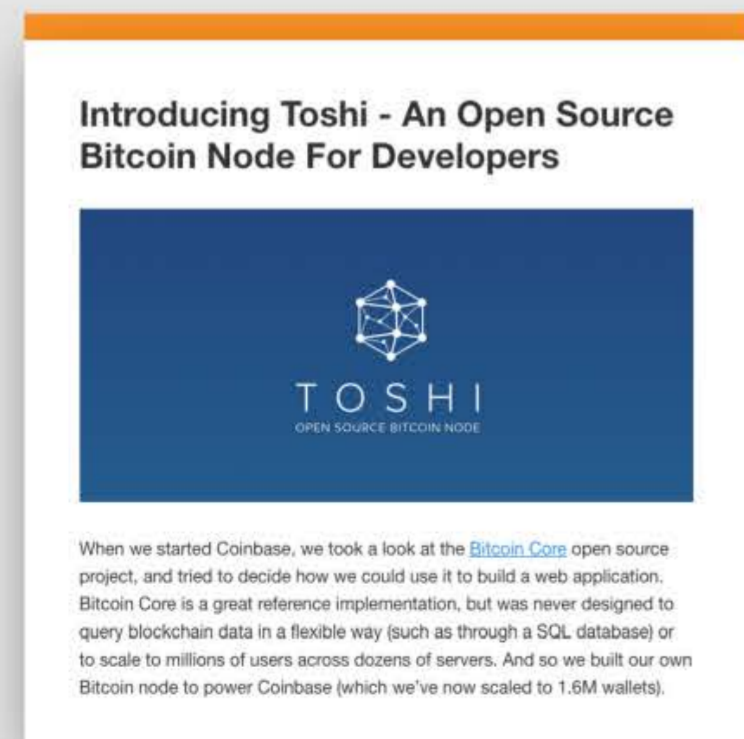 Introducing Toshi - An Open Source
Bitcoin Node For Developers
TOSHI
OPEN SOURCE BITCOIN NODE
When we started Coinbase, we took a look at the Bitcoin Core open source
project, and tried to decide how we could use it to build a web application.
Bitcoin Core is a great reference implementation, but was never designed to
query blockchain data in a flexible way (such as through a SQL database) or
to scale to millions of users across dozens of servers. And so we built our own
Bitcoin node to power Coinbase (which we've now scaled to 1.6M wallets).